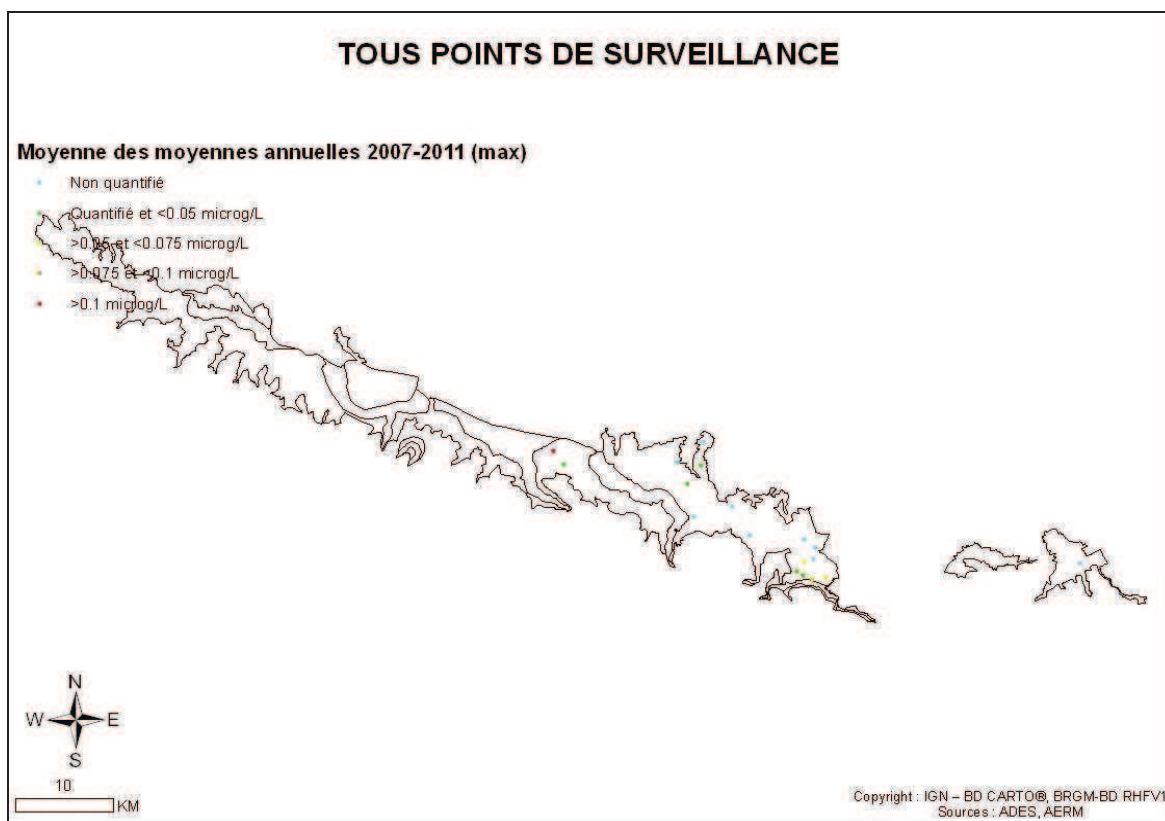 TOUS POINTS DE SURVEILLANCE
Moyenne des moyennes annuelles 2007-2011 (max)
Non quantifié
Quantifié et <0.05 microg/L
>0.05 et <0.075 microg/L
>0.075 et <0.1 microg/L
>0.1 microg/L
N
W E
S
10
KM
Copyright : IGN – BD CARTO®, BRGM-BD RHFV1
Sources : ADES, AERM